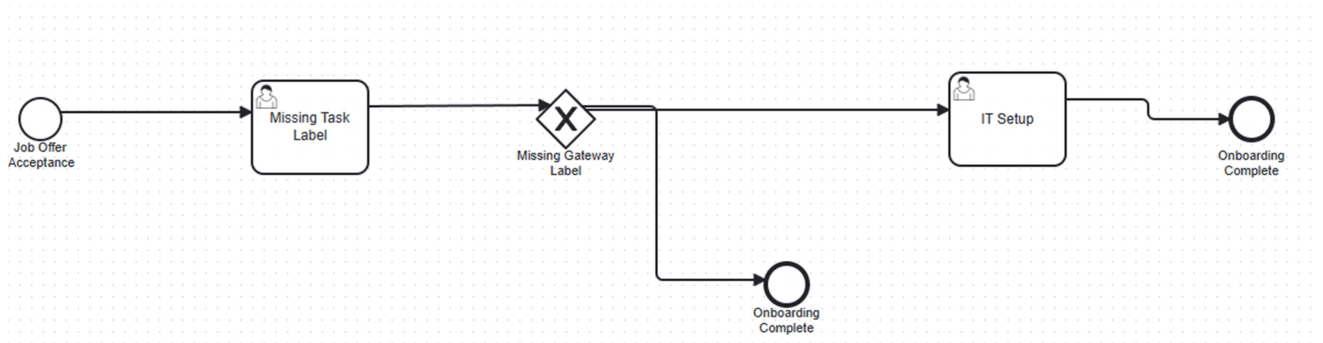 Job Offer
Acceptance
Missing Task
Label
X
Missing Gateway
Label
IT Setup
Onboarding
Complete
Onboarding
Complete